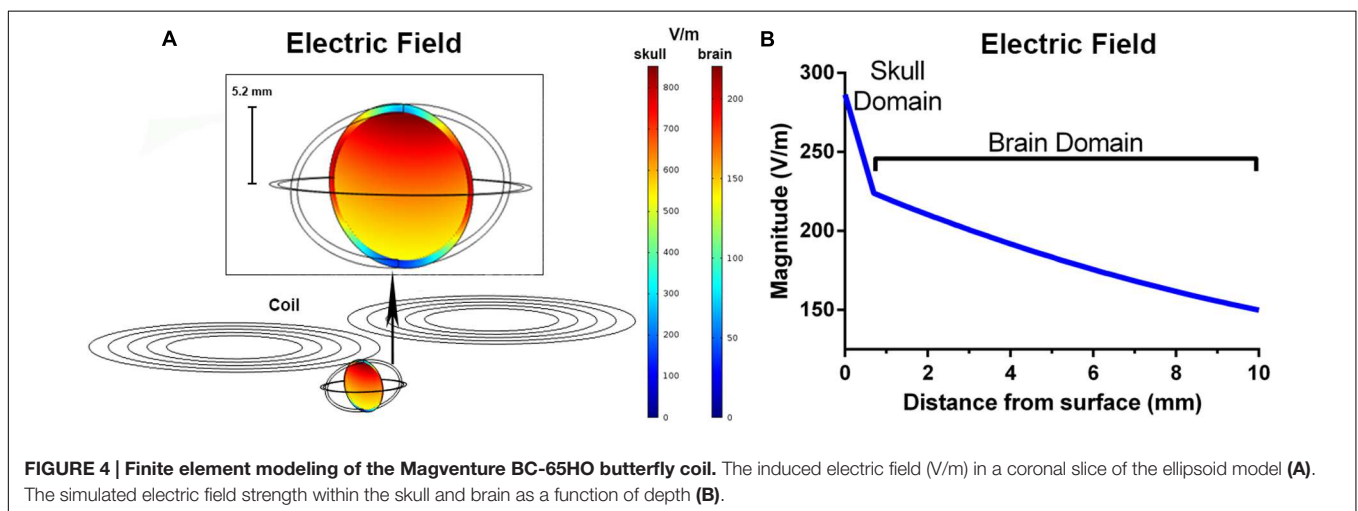 A
Electric Field
5.2 mm
Coil
V/m
skull brain
800
700
600
500
400
300
200
100
0
200
150
100
50
0
B
Electric Field
Skull
Domain
Brain Domain
Magnitude (V/m)
300
250
200
150
0 2 4 6 8 10
Distance from surface (mm)
FIGURE 4 | Finite element modeling of the Magventure BC-65HO butterfly coil. The induced electric field (V/m) in a coronal slice of the ellipsoid model (A).
The simulated electric field strength within the skull and brain as a function of depth (B).